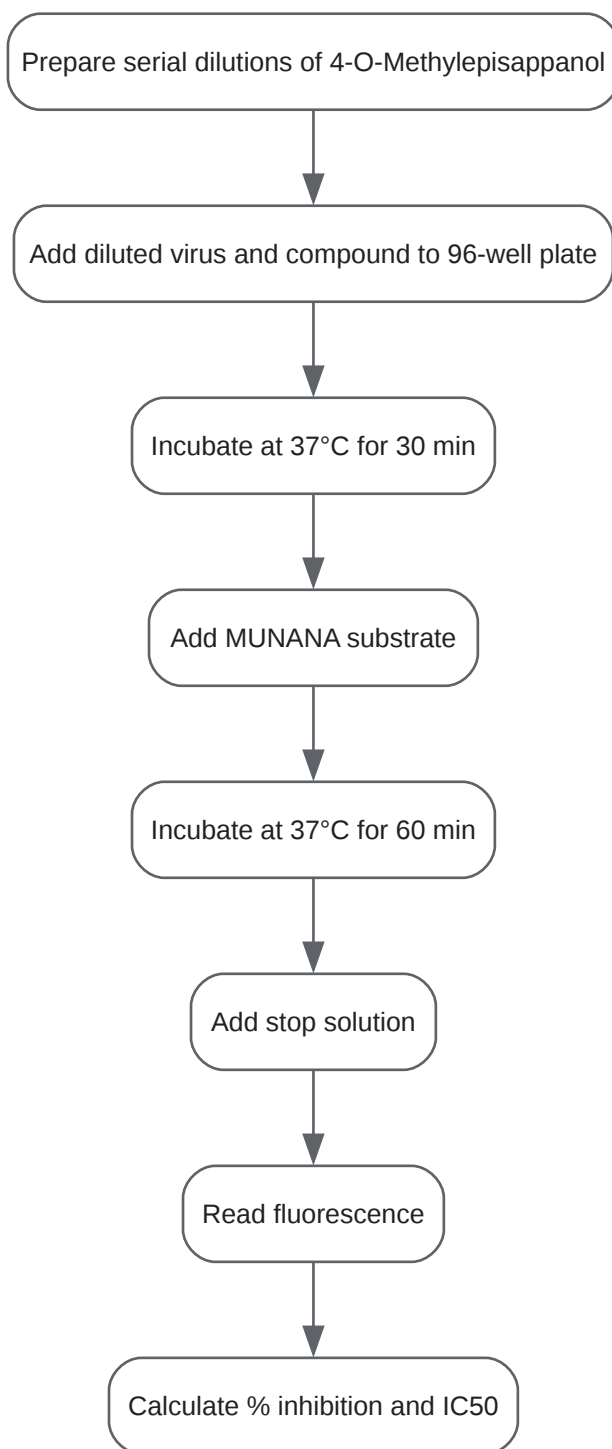 Prepare serial dilutions of 4-O-Methylepisappanol
Add diluted virus and compound to 96-well plate
Incubate at 37°C for 30 min
Add MUNANA substrate
Incubate at 37°C for 60 min
Add stop solution
Read fluorescence
Calculate % inhibition and IC50